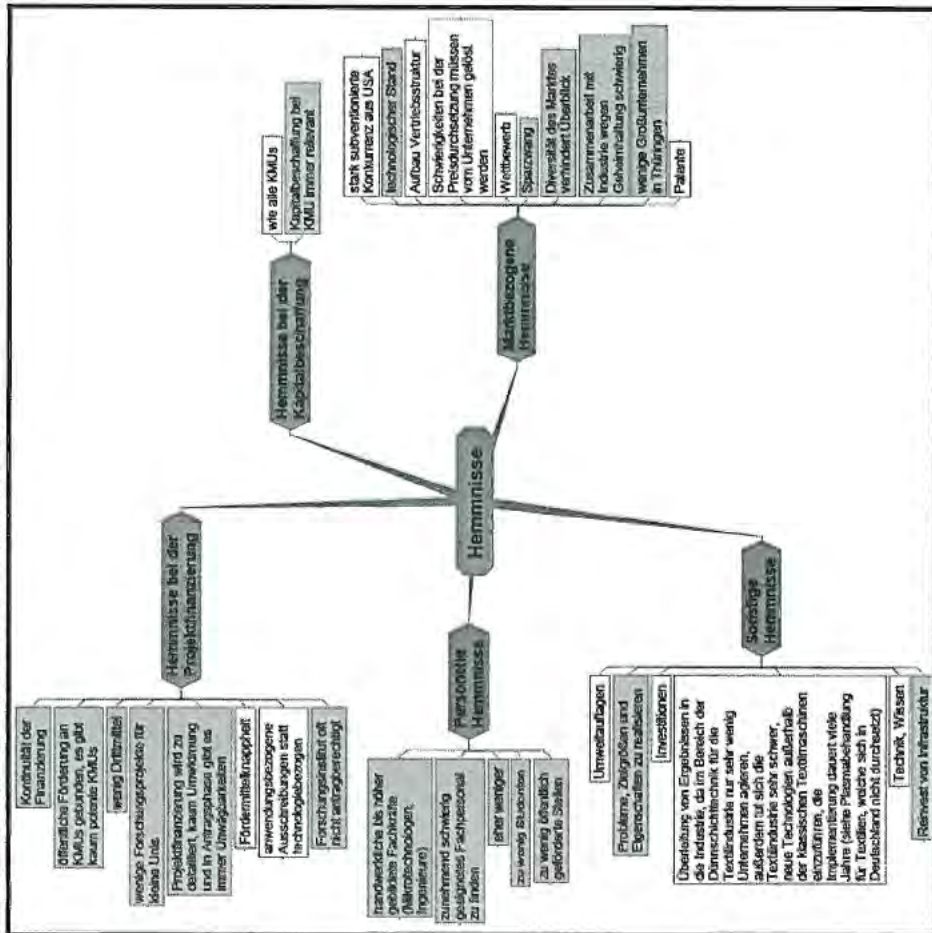 Hemmnisse
Hemmnisse bei der
Projektfinanzierung
Kontinuität der
Finanzierung
öffentliche Förderung an
KMUs gebunden, es gibt
kaum potente KMUs
wenig Drittmittel
wenige Forschungsprojekte für
kleine Unis.
Projektfinanzierung wird zu
detailliert, kaum Umwidmung
und in Antragsphase gibt es
immer Unwägbarkeiten
Fördermittelknappheit
anwendungsbezogene
Ausschreibungen statt
technologiebezogen
Forschungsinstitut oft
nicht antragberechtigt
Hemmnisse bei der
Kapitalbeschaffung
wie alle KMUs
Kapitalbeschaffung bei
KMU immer relevant
Personelle
Hemmnisse
handwerkliche bis höher
gebildete Fachkräfte
(Mikrotechnologen,
Ingenieure)
zunehmend schwierig
geeignetes Fachpersonal
zu finden
eher weniger
zu wenig Studenten
zu wenig öffentlich
geförderte Stellen
Marktbezogene
Hemmnisse
stark subventionierte
Konkurrenz aus USA
technologischer Stand
Aufbau Vertriebsstruktur
Schwierigkeiten bei der
Preisdurchsetzung müssen
vom Unternehmen gelöst
werden
Wettbewerb
Sparzwang
Diversität des Marktes
verhindert Überblick
Zusammenarbeit mit
Industrie wegen
Geheimhaltung schwierig
wenige Großunternehmen
in Thüringen
Patente
Sonstige
Hemmnisse
Umweltauflagen
Probleme, Zielgrößen und
Eigenschaften zu realisieren
Investitionen
Überleitung von Ergebnissen in
die Industrie, da im Bereich der
Dünnschichttechnik für die
Textilindustrie nur sehr wenig
Unternehmen agieren,
außerdem tut sich die
Textilindustrie sehr schwer,
neue Technologien außerhalb
der klassischen Textilmaschinen
einzuführen, die
Implementierung dauert viele
Jahre (siehe Plasmabehandlung
für Textilien, welche sich in
Deutschland nicht durchsetzt)
Technik, Wissen
Reinvest von Infrastruktur